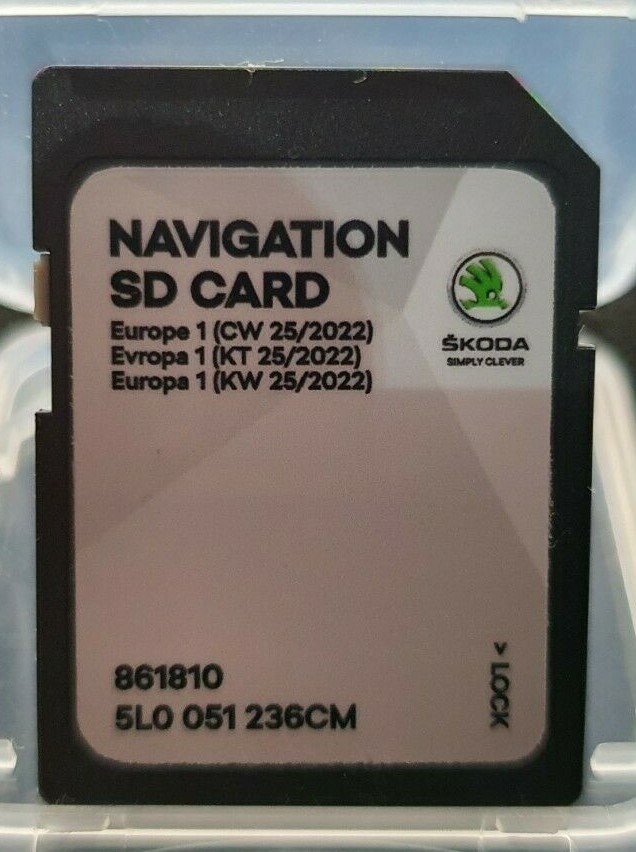 NAVIGATION
SD CARD
Europe 1 (CW 25/2022)
Evropa 1 (KT 25/2022)
Europa 1 (KW 25/2022)
ŠKODA
SIMPLY CLEVER
861810
5L0 051 236CM
> LOCK